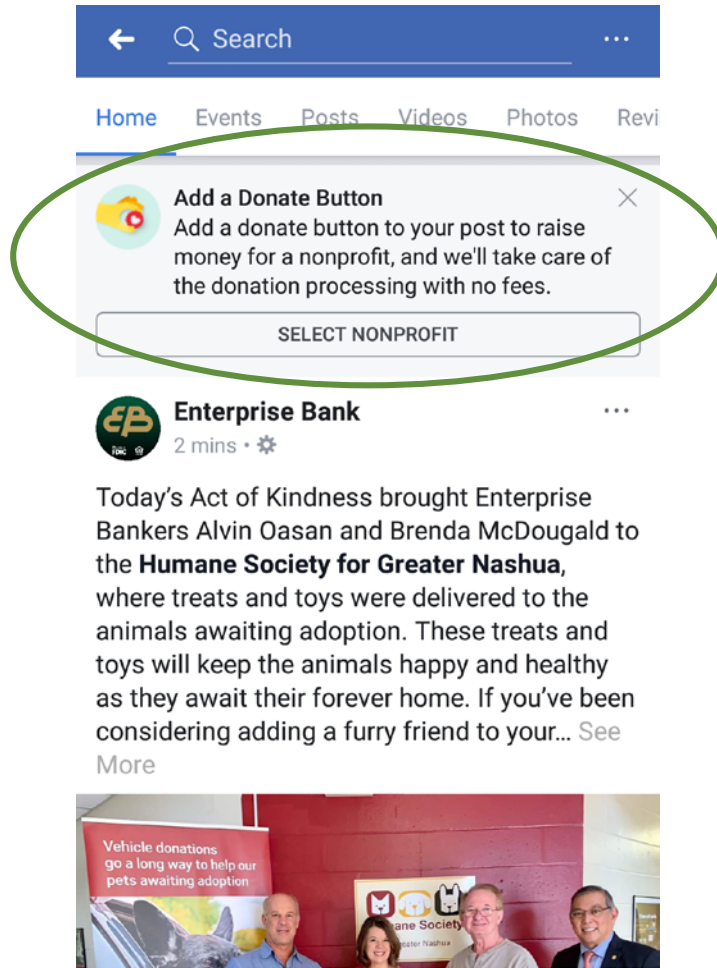 Search
Home Events Posts Videos Photos Revi
Add a Donate Button
Add a donate button to your post to raise
money for a nonprofit, and we'll take care of
the donation processing with no fees.
SELECT NONPROFIT
Enterprise Bank
2 mins
Today's Act of Kindness brought Enterprise
Bankers Alvin Oasan and Brenda McDougald to
the Humane Society for Greater Nashua,
where treats and toys were delivered to the
animals awaiting adoption. These treats and
toys will keep the animals happy and healthy
as they await their forever home. If you've been
considering adding a furry friend to your... See
More
Vehicle donations
go a long way to help our
pets awaiting adoption
ane Society
eater Nashua